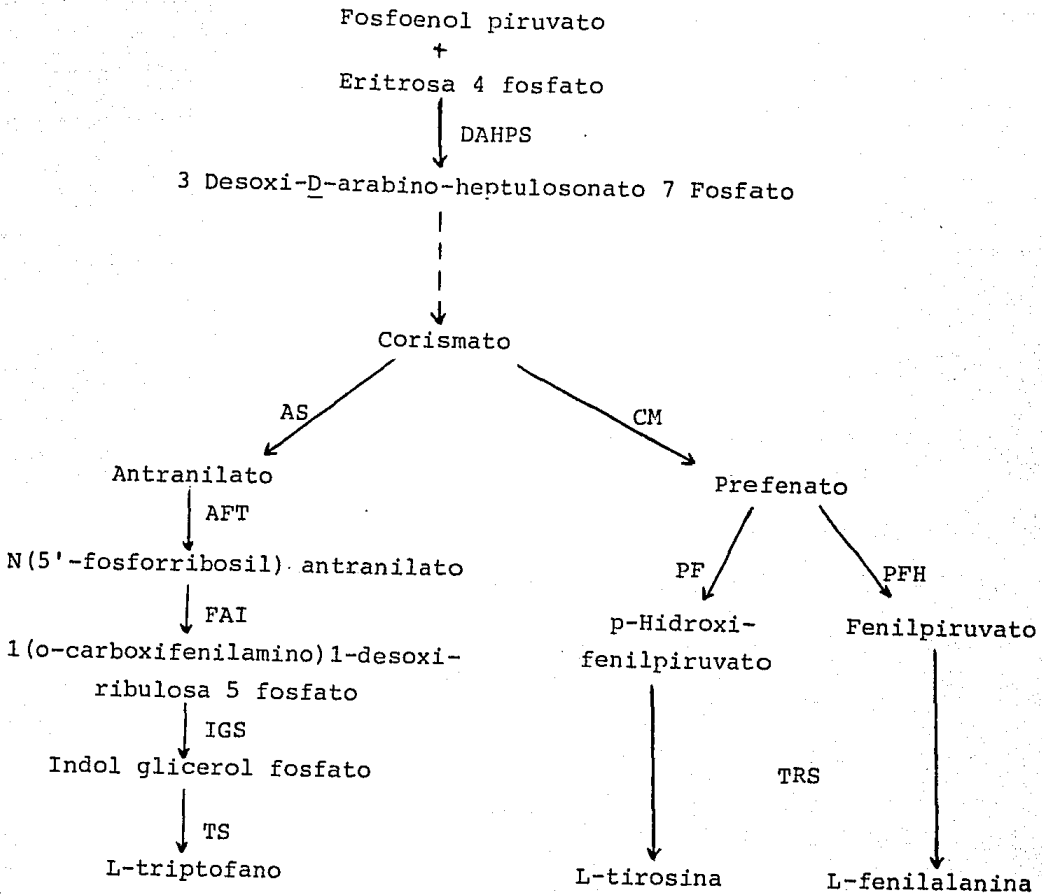 Fosfoenol piruvato
+
Eritrosa 4 fosfato
DAHPS
3 Desoxi-D-arabino-heptulosonato 7 Fosfato
Corismato
AS
CM
Antranilato
Prefenato
AFT
N(5'-fosforribosil) antranilato
PF
PFH
FAI
p-Hidroxi-
fenilpiruvato
Fenilpiruvato
1(o-carboxifenilamino)1-desoxi-
ribulosa 5 fosfato
IGS
Indol glicerol fosfato
TRS
TS
L-triptofano
L-tirosina
L-fenilalanina